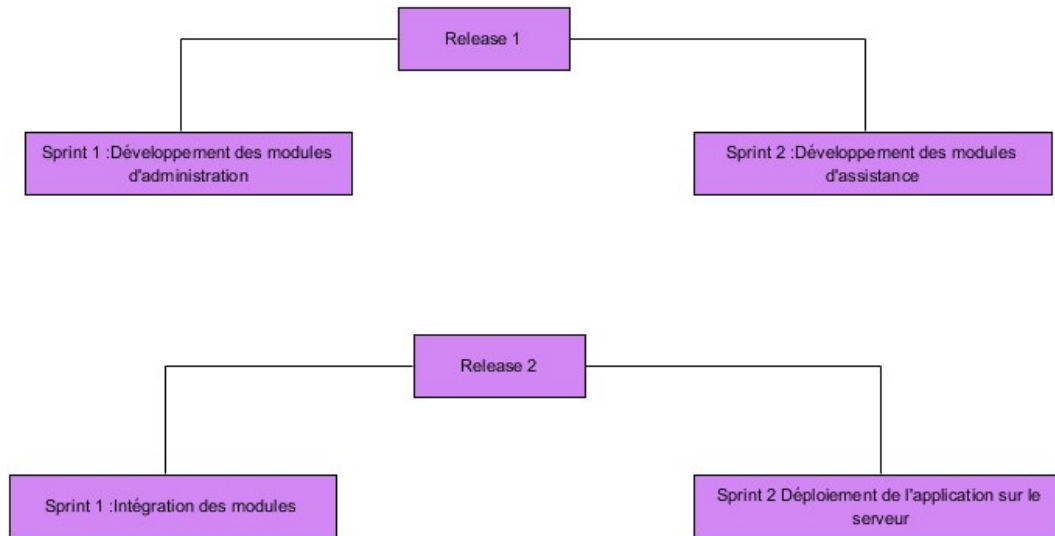 Release 1
Sprint 1 :Développement des modules
d'administration
Sprint 2 :Développement des modules
d'assistance
Release 2
Sprint 1 :Intégration des modules
Sprint 2 Déploiement de l'application sur le
serveur